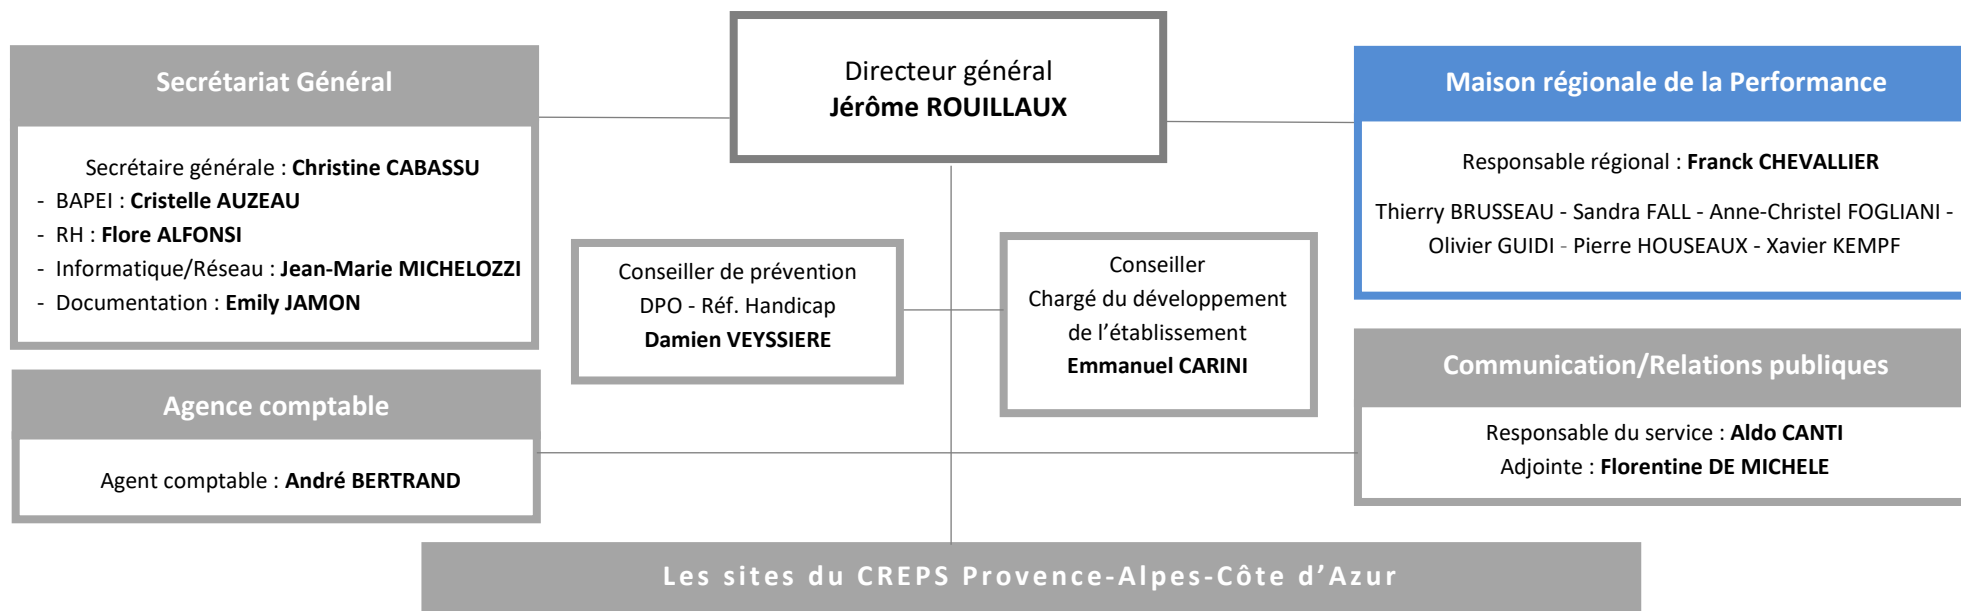 Directeur général
Jérôme ROUILLAUX
Secrétariat Général
Secrétaire générale : Christine CABASSU
- BAPEI : Cristelle AUZEAU
- RH : Flore ALFONSI
- Informatique/Réseau : Jean-Marie MICHELOZZI
- Documentation : Emily JAMON
Maison régionale de la Performance
Responsable régional : Franck CHEVALLIER
Thierry BRUSSEAU - Sandra FALL - Anne-Christel FOGLIANI -
Olivier GUIDI - Pierre HOUSEAUX - Xavier KEMPF
Conseiller de prévention
DPO - Réf. Handicap
Damien VEYSSIERE
Conseiller
Chargé du développement
de l’établissement
Emmanuel CARINI
Agence comptable
Agent comptable : André BERTRAND
Communication/Relations publiques
Responsable du service : Aldo CANTI
Adjointe : Florentine DE MICHELE
Les sites du CREPS Provence-Alpes-Côte d’Azur